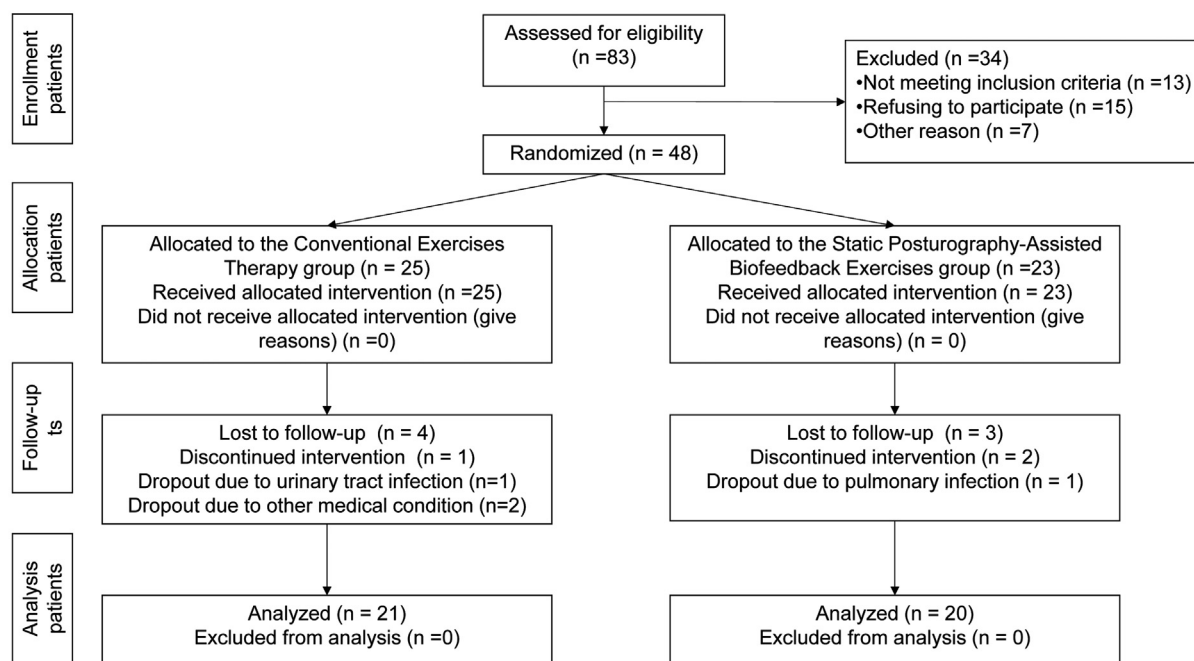 Enrollment
patients
Assessed for eligibility
(n =83)
Excluded (n =34)
•Not meeting inclusion criteria (n =13)
•Refusing to participate (n =15)
•Other reason (n =7)
Randomized (n = 48)
Allocation
patients
Allocated to the Conventional Exercises
Therapy group (n = 25)
Received allocated intervention (n =25)
Did not receive allocated intervention (give
reasons) (n =0)
Allocated to the Static Posturography-Assisted
Biofeedback Exercises group (n =23)
Received allocated intervention (n = 23)
Did not receive allocated intervention (give
reasons) (n = 0)
Follow-up
ts
Lost to follow-up (n = 4)
Discontinued intervention (n = 1)
Dropout due to urinary tract infection (n=1)
Dropout due to other medical condition (n=2)
Lost to follow-up (n = 3)
Discontinued intervention (n = 2)
Dropout due to pulmonary infection (n = 1)
Analysis
patients
Analyzed (n = 21)
Excluded from analysis (n =0)
Analyzed (n = 20)
Excluded from analysis (n = 0)